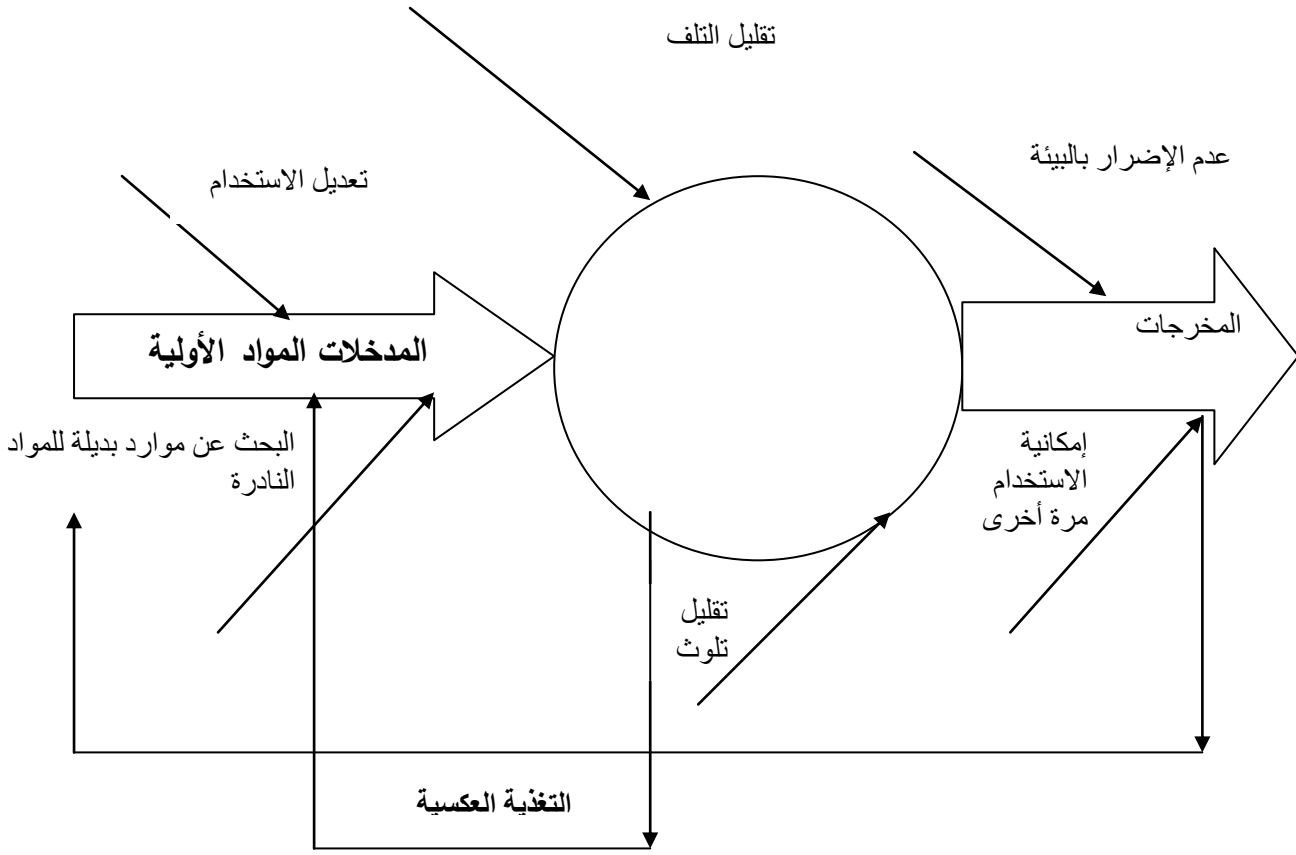 تقليل التلف
عدم الإضرار بالبيئة
تعديل الاستخدام
المخرجات
المدخلات المواد الأولية
البحث عن موارد بديلة للمواد
النادرة
إمكانية
الاستخدام
مرة أخرى
تقليل
تلوث
التغذية العكسية